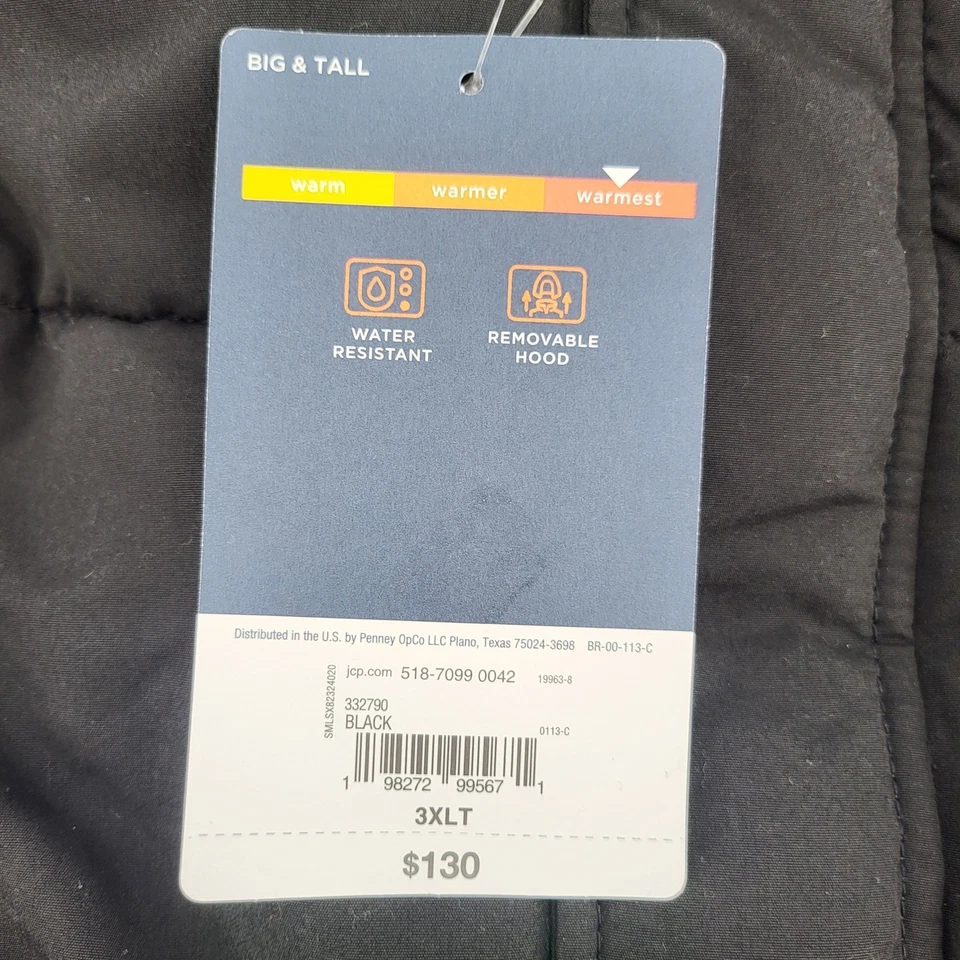 BIG & TALL
warm warmer warmest
WATER RESISTANT
REMOVABLE HOOD
Distributed in the U.S. by Penney OpCo LLC Plano, Texas 75024-3698 BR-00-113-C
jcp.com 518-7099 0042 19963-8
SMLSX82324020
332790
BLACK
0113-C
1 98272 99567 1
3XLT
$130